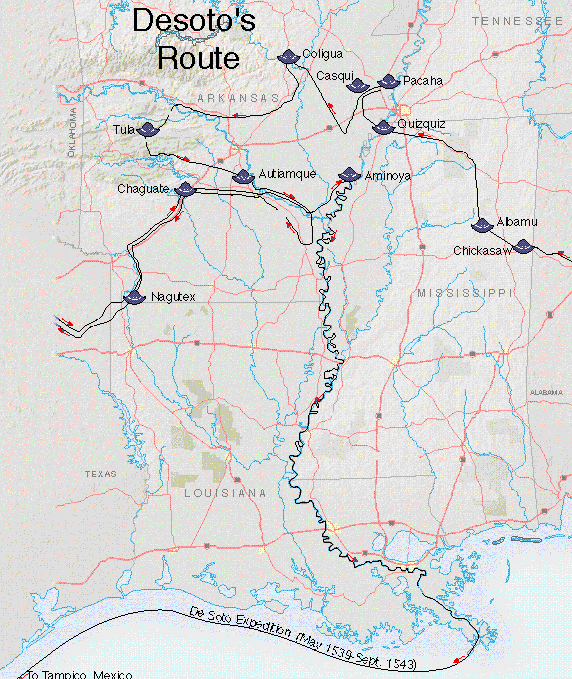 Desoto's
Route
TENNESSEE
Coligua
Casqui
Pacaha
ARKANSAS
OKLAHOMA
Tula
Quizquiz
Autiamque
Aminoya
Chaguate
Albamu
Chickasaw
Nagutex
MISSISSIPPI
ALABAMA
TEXAS
LOUISIANA
De Soto Expedition (May 1539-Sept. 1543)
To Tampico, Mexico